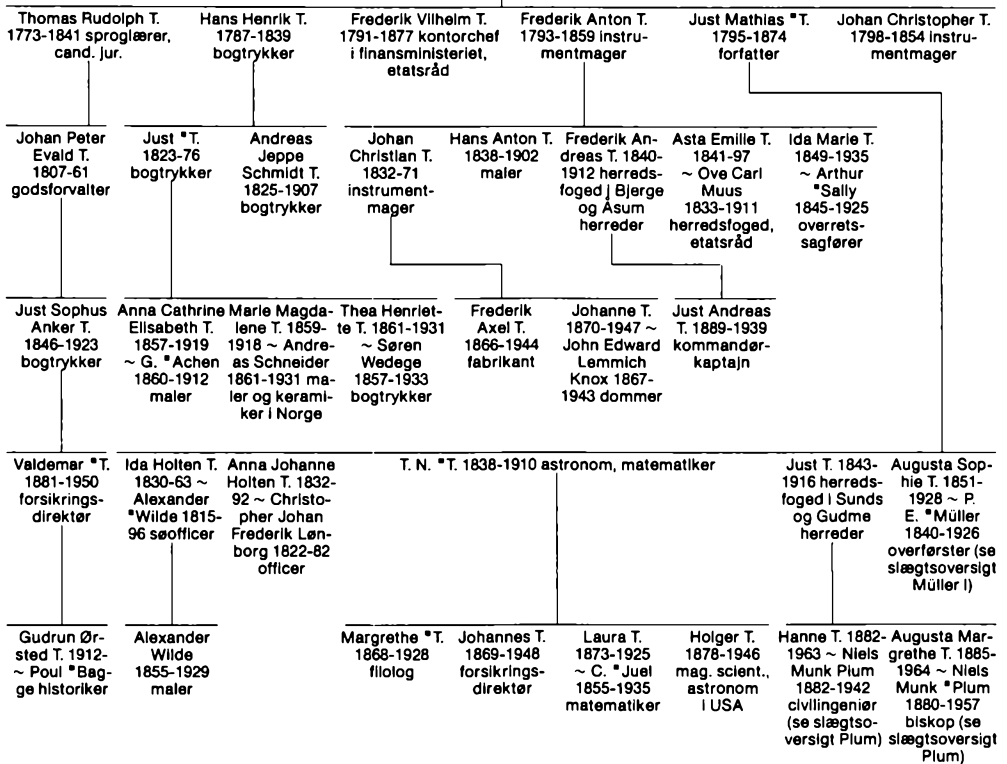 Thomas Rudolph T.
1773-1841 sproglærer,
cand. jur.
Hans Henrik T.
1787-1839
bogtrykker
Frederik Vilhelm T.
1791-1877 kontorchef
i finansministeriet,
etatsråd
Frederik Anton T.
1793-1859 instru-
mentmager
Just Mathias *T.
1795-1874
forfatter
Johan Christopher T.
1798-1854 instru-
mentmager
Johan Peter
Evald T.
1807-61
godsforvalter
Just *T.
1823-76
bogtrykker
Andreas
Jeppe
Schmidt T.
1825-1907
bogtrykker
Johan
Christian T.
1832-71
instrument-
mager
Hans Anton T.
1838-1902
maler
Frederik An-
dreas T. 1840-
1912 herreds-
foged j Bjerge
og Åsum
herreder
Asta Emilie T.
1841-97
~ Ove Carl
Muus
1833-1911
herredsfoged,
etatsråd
Ida Marie T.
1849-1935
~ Arthur
*Sally
1845-1925
overrets-
sagfører
Just Sophus
Anker T.
1846-1923
bogtrykker
Anna Cathrine
Elisabeth T.
1857-1919
~ G. *Achen
1860-1912
maler
Marie Magda-
lene T. 1859-
1918 ~ Andre-
as Schneider
1861-1931 ma-
ler og kerami-
ker i Norge
Thea Henriet-
te T. 1861-1931
~ Søren
Wedege
1857-1933
bogtrykker
Frederik
Axel T.
1866-1944
fabrikant
Johanne T.
1870-1947 ~
John Edward
Lemmich
Knox 1867-
1943 dommer
Just Andreas
T. 1889-1939
kommandør-
kaptajn
Valdemar *T.
1881-1950
forsikrings-
direktør
Ida Holten T.
1830-63 ~
Alexander
*Wilde 1815-
96 søofficer
Anna Johanne
Holten T. 1832-
92 ~ Christo-
pher Johan
Frederik Løn-
borg 1822-82
officer
T. N. *T. 1838-1910 astronom, matematiker
Just T. 1843-
1916 herreds-
foged i Sunds
og Gudme
herreder
Augusta Sop-
hie T. 1851-
1928 ~ P.
E. *Müller
1840-1926
overførster (se
slægtsoversigt
Müller I)
Gudrun Ør-
sted T. 1912-
~ Poul *Bag-
ge historiker
Alexander
Wilde
1855-1929
maler
Margrethe *T.
1868-1928
filolog
Johannes T.
1869-1948
forsikrings-
direktør
Laura T.
1873-1925
~ C. *Juel
1855-1935
matematiker
Holger T.
1878-1946
mag. scient.,
astronom
i USA
Hanne T. 1882-
1963 ~ Niels
Munk Plum
1882-1942
civilingeniør
(se slægtso-
versigt Plum)
Augusta Mar-
grethe T. 1885-
1964 ~ Niels
Munk *Plum
1880-1957
biskop (se
slægtsoversigt
Plum)